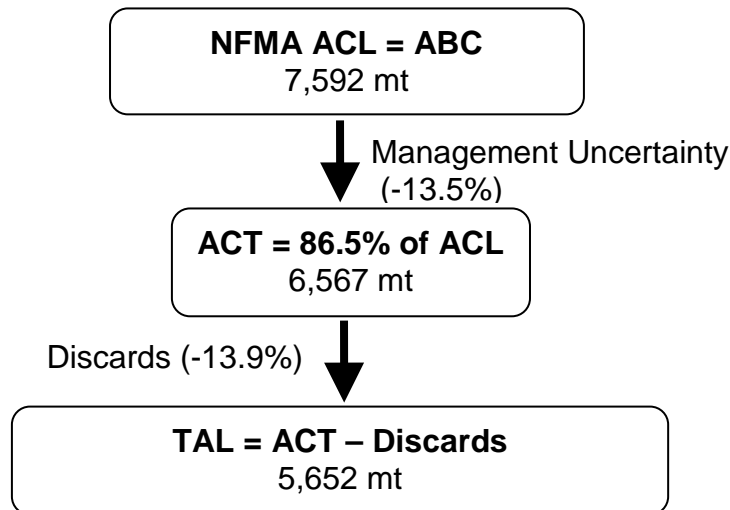 NFMA ACL = ABC
7,592 mt
Management Uncertainty
(-13.5%)
ACT = 86.5% of ACL
6,567 mt
Discards (-13.9%)
TAL = ACT – Discards
5,652 mt